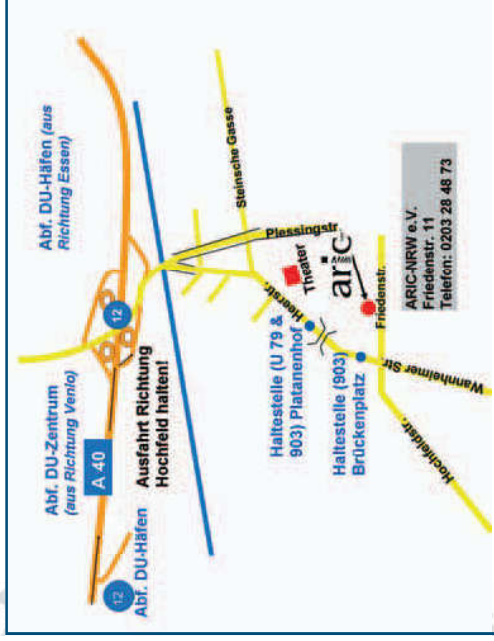 Abf. DU-Häfen (aus
Richtung Essen)
Abf. DU-Zentrum
(aus Richtung Venlo)
A 40
12
12
Abf. DU-Häfen
Ausfahrt Richtung
Hochfeld halten!
Steinsche Gasse
Plessingstr.
Heerstr.
Theater
aric
Haltestelle (U 79 &
903) Platanenhof
Haltestelle (903)
Brückenplatz
Friedenstr.
Wannheimer Str.
Hochfeldstr.
ARIC-NRW e.V.
Friedenstr. 11
Telefon: 0203 28 48 73